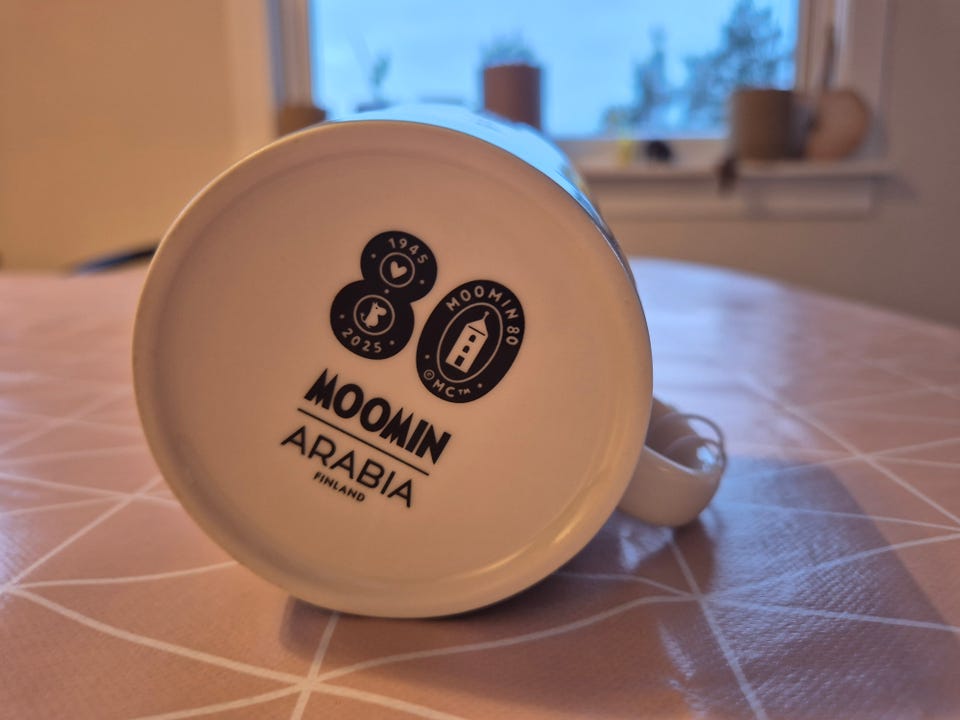 1945
2025
MOOMIN 80
©MC™
MOOMIN
ARABIA
FINLAND